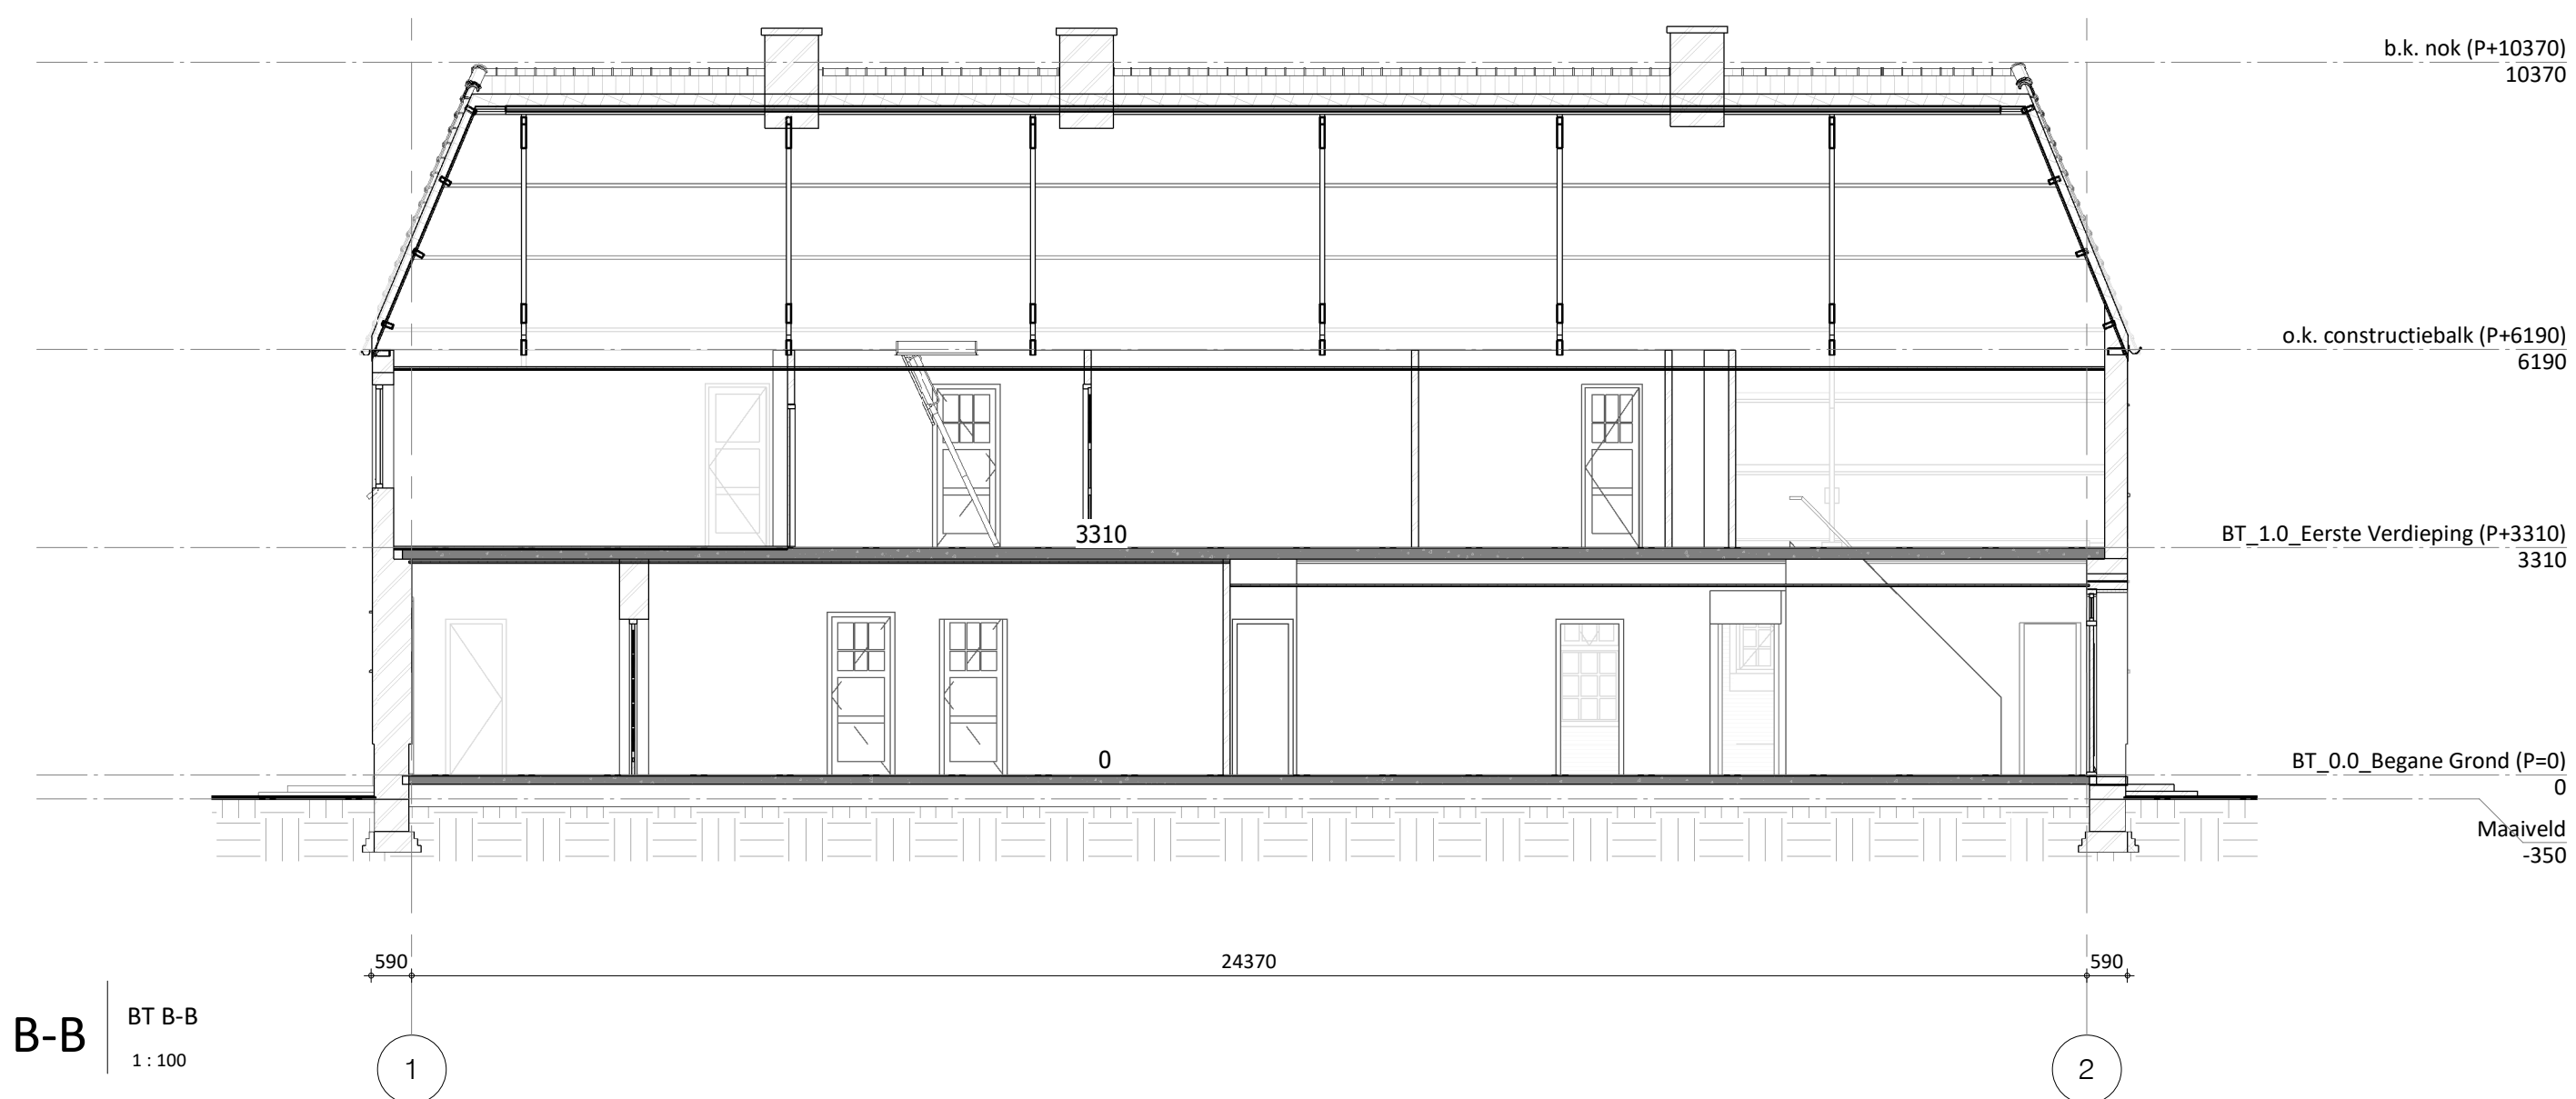 b.k. nok (P+10370)
10370
o.k. constructiebalk (P+6190)
6190
3310
BT_1.0_Eerste Verdieping (P+3310)
3310
0
BT_0.0_Begane Grond (P=0)
0
Maaiveld
-350
590
24370
590
B-B
BT B-B
1 : 100
1
2